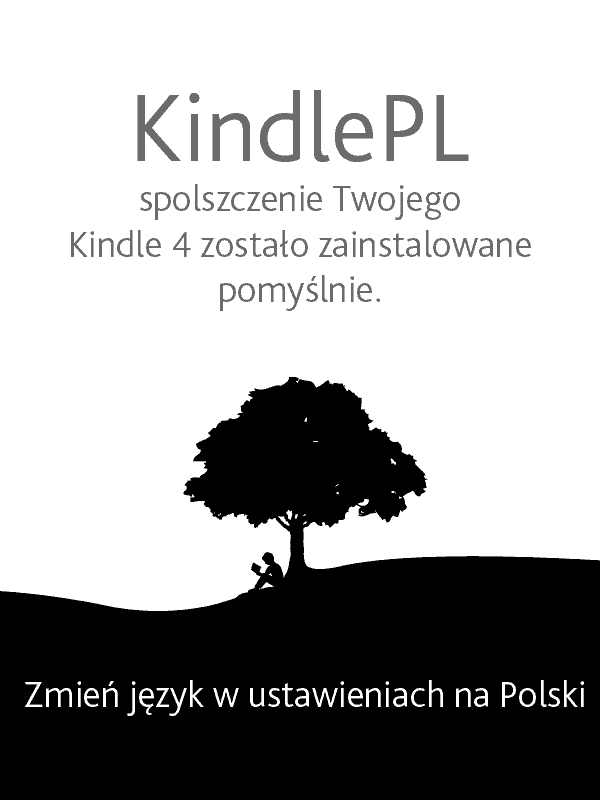 KindlePL
spolszczenie Twojego
Kindle 4 zostało zainstalowane
pomyślnie.
Zmień język w ustawieniach na Polski